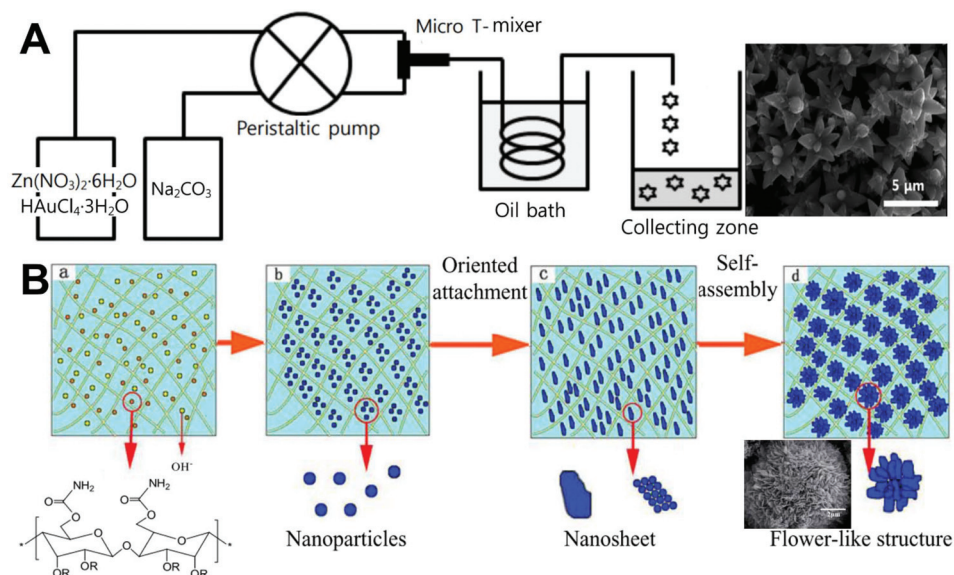 A
Micro T-mixer
Peristaltic pump
Zn(NO₃)₂·6H₂O
HAuCl₄·3H₂O
Na₂CO₃
Oil bath
Collecting zone
5 μm
B
a
b
Oriented
attachment
c
Self-
assembly
d
OH⁻
NH₂
NH₂
O
O
O
O
O
O
O
*
*
OR
OR
OR
OR
Nanoparticles
Nanosheet
2μm
Flower-like structure